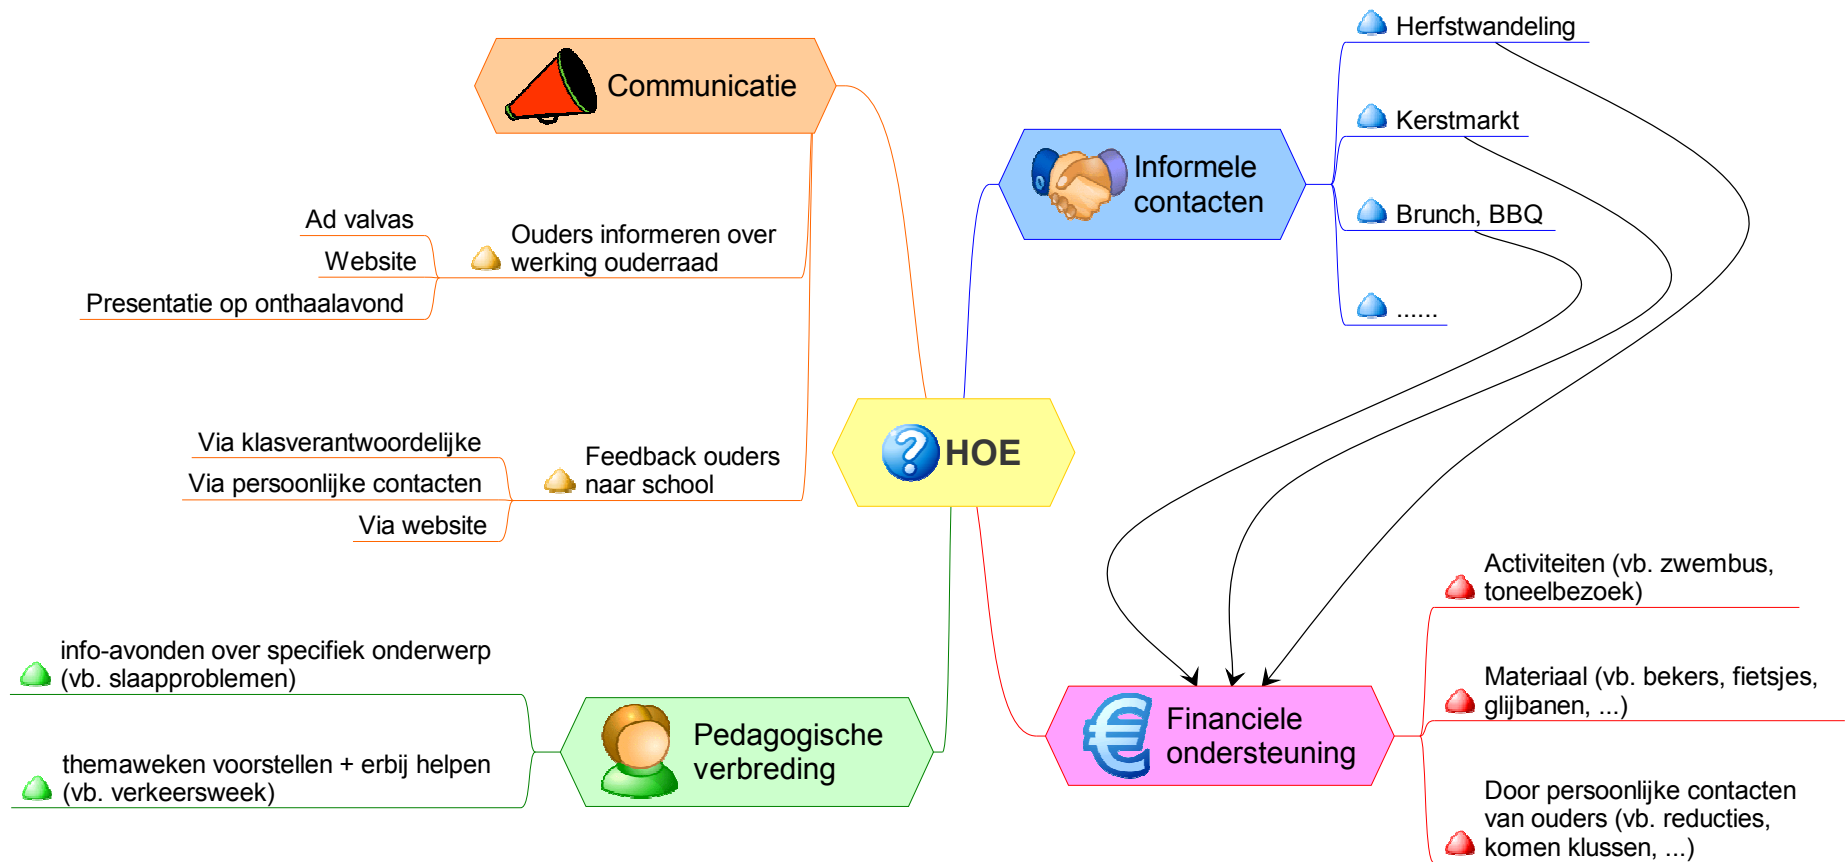 Communicatie
Ouders informeren over
werking ouderraad
Ad valvas
Website
Presentatie op onthaalavond
Feedback ouders
naar school
Via klasverantwoordelijke
Via persoonlijke contacten
Via website
Informele
contacten
Herfstwandeling
Kerstmarkt
Brunch, BBQ
......
?
HOE
Pedagogische
verbreding
info-avonden over specifiek onderwerp
(vb. slaapproblemen)
themaweken voorstellen + erbij helpen
(vb. verkeersweek)
€
Financiele
ondersteuning
Activiteiten (vb. zwembus,
toneelbezoek)
Materiaal (vb. bekers, fietsjes,
glijbanen, ...)
Door persoonlijke contacten
van ouders (vb. reducties,
komen klussen, ...)